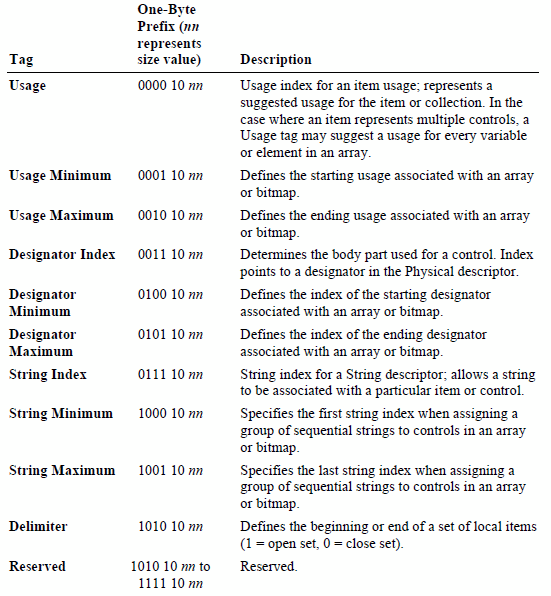 One-Byte
Prefix (nn
represents
Tag size value) Description
Usage 0000 10 nn Usage index for an item usage; represents a
suggested usage for the item or collection. In the
case where an item represents multiple controls, a
Usage tag may suggest a usage for every variable
or element in an array.
Usage Minimum 0001 10 nn Defines the starting usage associated with an array
or bitmap.
Usage Maximum 0010 10 nn Defines the ending usage associated with an array
or bitmap.
Designator Index 0011 10 nn Determines the body part used for a control. Index
points to a designator in the Physical descriptor.
Designator 0100 10 nn Defines the index of the starting designator
Minimum associated with an array or bitmap.
Designator 0101 10 nn Defines the index of the ending designator
Maximum associated with an array or bitmap.
String Index 0111 10 nn String index for a String descriptor; allows a string
to be associated with a particular item or control.
String Minimum 1000 10 nn Specifies the first string index when assigning a
group of sequential strings to controls in an array
or bitmap.
String Maximum 1001 10 nn Specifies the last string index when assigning a
group of sequential strings to controls in an array
or bitmap.
Delimiter 1010 10 nn Defines the beginning or end of a set of local items
(1 = open set, 0 = close set).
Reserved 1010 10 nn to Reserved.
1111 10 nn